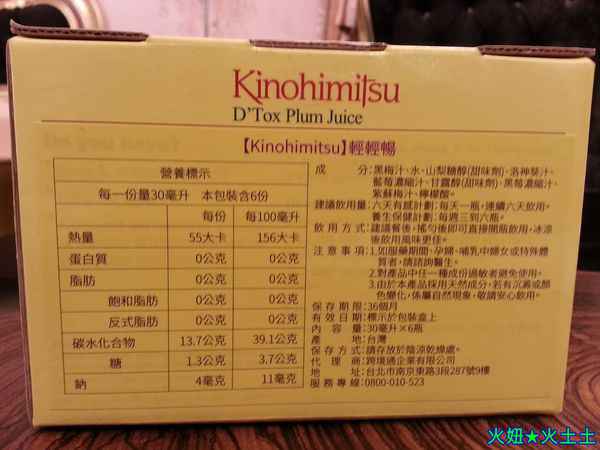 Kinohimitsu
D'Tox Plum Juice
【Kinohimitsu】輕輕暢
營養標示
每一份量30毫升 本包裝含6份
每份 每100毫升
熱量 55大卡 156大卡
蛋白質 0公克 0公克
脂肪 0公克 0公克
飽和脂肪 0公克 0公克
反式脂肪 0公克 0公克
碳水化合物 13.7公克 39.1公克
糖 1.3公克 3.7公克
鈉 4毫克 11毫克
成分:黑梅汁、水、山梨糖醇(甜味劑)、洛神葵汁、
藍莓濃縮汁、甘露醇(甜味劑)、黑莓濃縮汁、
紫蘇梅汁、檸檬酸。
建議飲用量:六天有感計劃:每天一瓶,連續六天飲用。
養生保健計劃:每週三到六瓶。
飲用方式:建議餐後,搖勻後即可直接開瓶飲用,冰涼
後飲用風味更佳。
注意事項:1.如服藥期間、孕婦、哺乳中婦女或特殊體
質者,請諮詢醫生。
2.對產品中任一種成份過敏者避免使用。
3.由於本產品採用天然成分,若有沉澱或顏
色變化,係屬自然現象,敬請安心飲用。
保存期限:36個月
有效日期:標示於包裝盒上
內容量:30毫升×6瓶
產地:台灣
保存方式:請存放於陰涼乾燥處。
代理商:跨境通企業有限公司
地址:台北市南京東路3段287號9樓
服務專線:0800-010-523
火妞★火土土